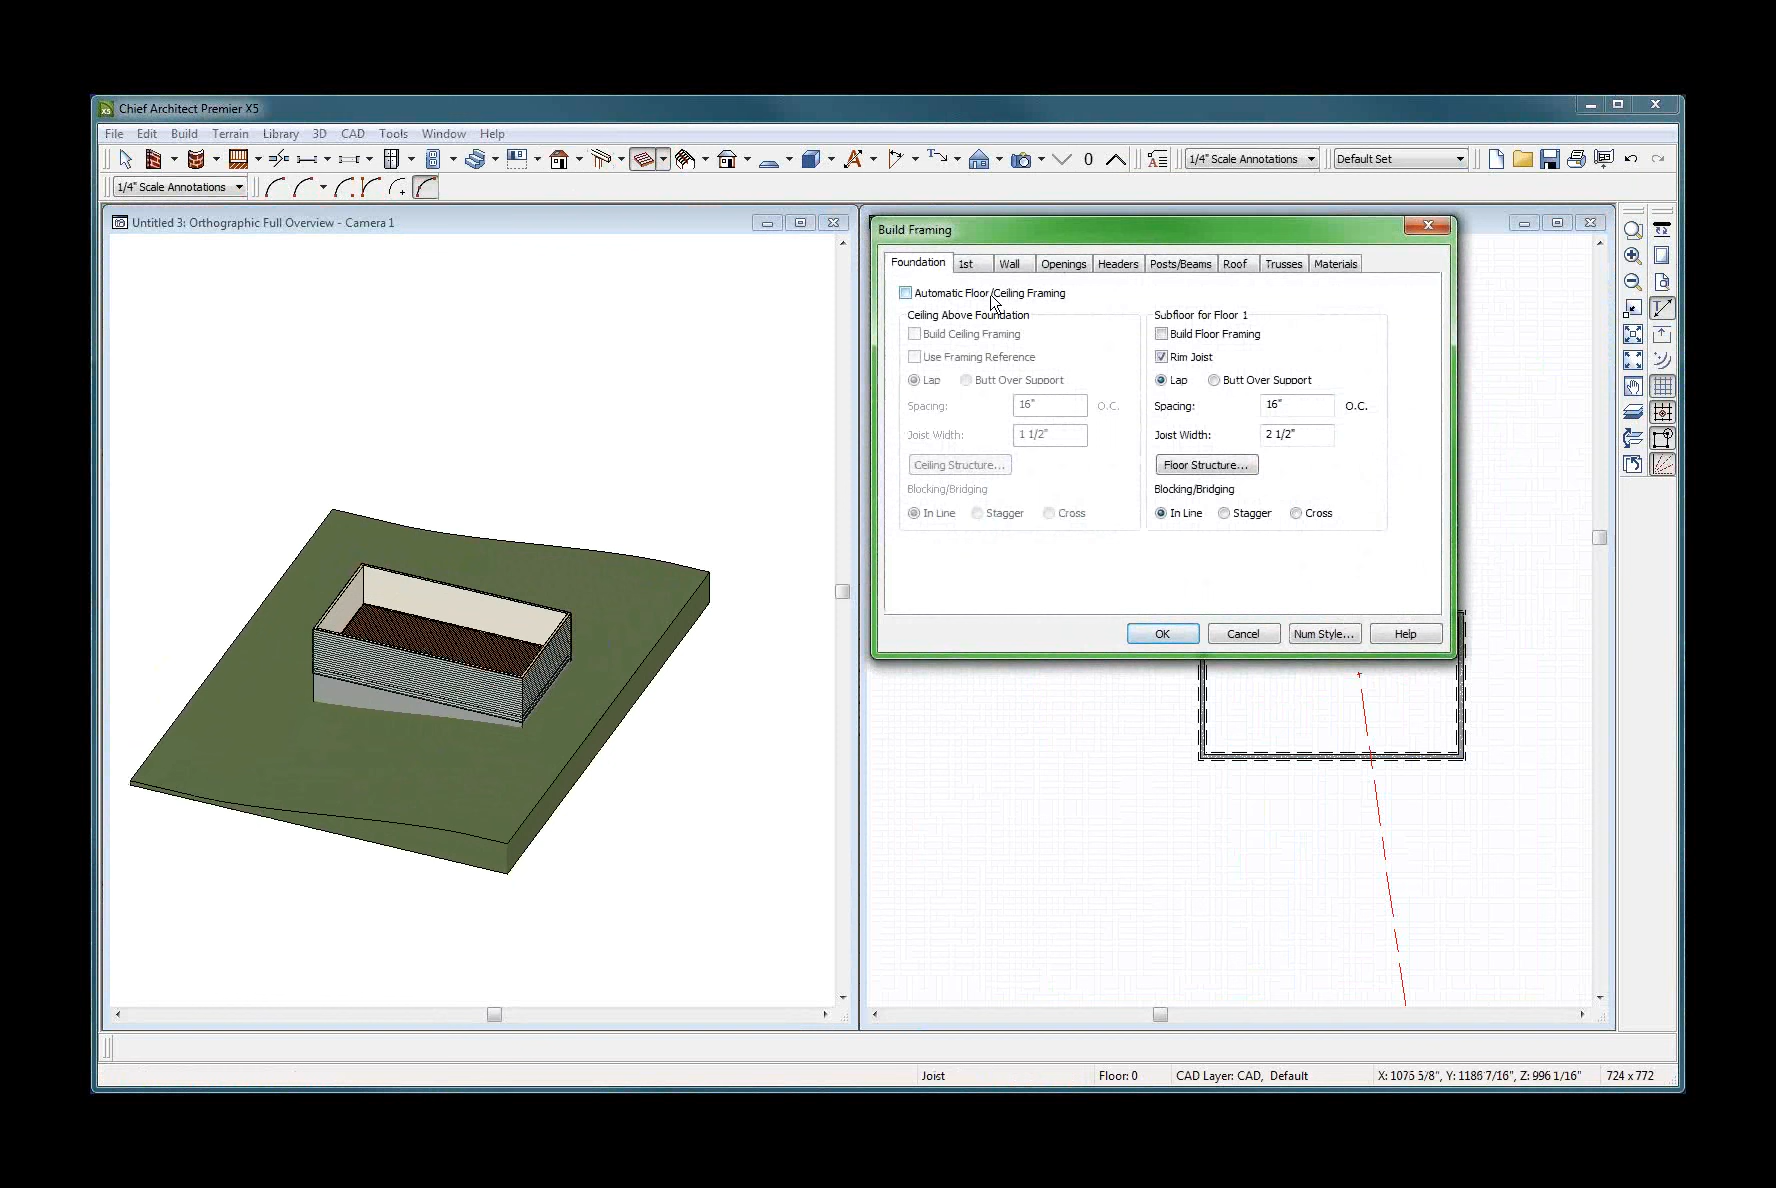 X5 Chief Architect Premier X5
File Edit Build Terrain Library 3D CAD Tools Window Help
0 1/4" Scale Annotations Default Set
1/4" Scale Annotations
Untitled 3: Orthographic Full Overview - Camera 1
Build Framing
Foundation 1st Wall Openings Headers Posts/Beams Roof Trusses Materials
Automatic Floor/Ceiling Framing
Ceiling Above Foundation
Build Ceiling Framing
Use Framing Reference
Lap Butt Over Support
Spacing: 16" O.C.
Joist Width: 1 1/2"
Ceiling Structure...
Blocking/Bridging
In Line Stagger Cross
Subfloor for Floor 1
Build Floor Framing
Rim Joist
Lap Butt Over Support
Spacing: 16" O.C.
Joist Width: 2 1/2"
Floor Structure...
Blocking/Bridging
In Line Stagger Cross
OK Cancel Num Style... Help
Joist Floor: 0 CAD Layer: CAD, Default X: 1075 5/8", Y: 1186 7/16", Z: 996 1/16" 724 x 772